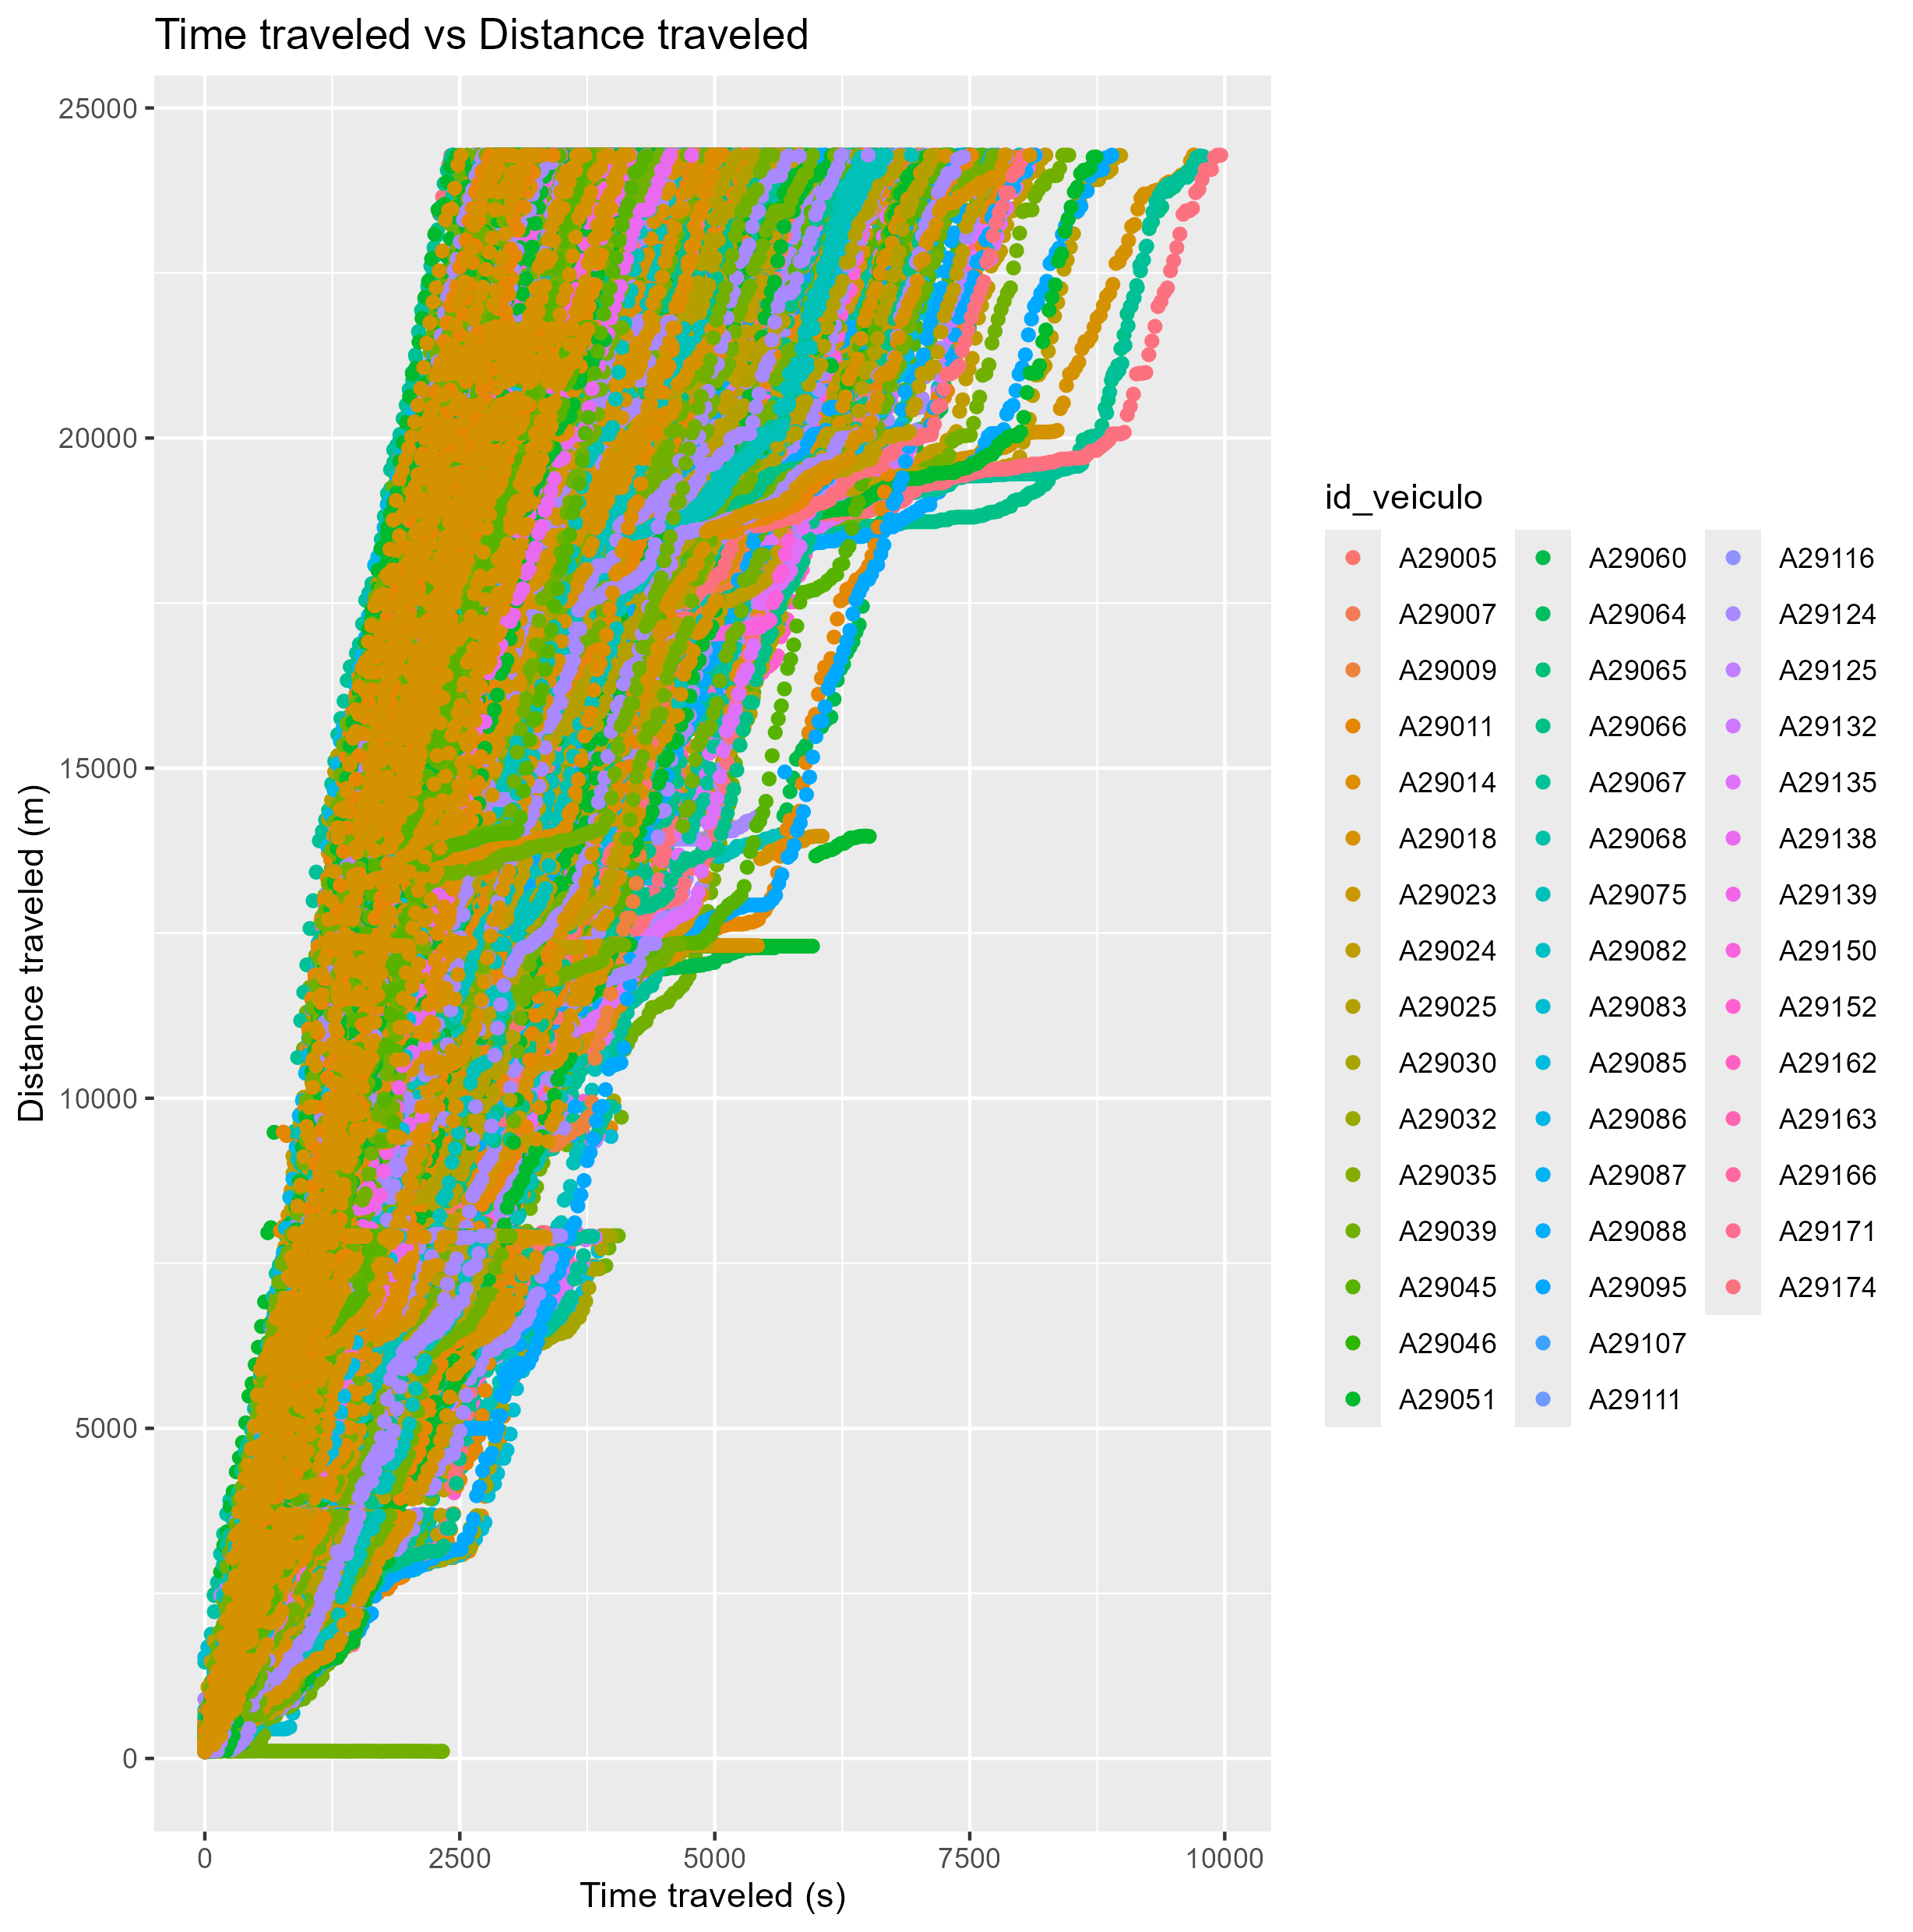 Time traveled vs Distance traveled
25000
20000
15000
10000
5000
0
Distance traveled (m)
0
2500
5000
7500
10000
Time traveled (s)
id_veiculo
A29005
A29007
A29009
A29011
A29014
A29018
A29023
A29024
A29025
A29030
A29032
A29035
A29039
A29045
A29046
A29051
A29060
A29064
A29065
A29066
A29067
A29068
A29075
A29082
A29083
A29085
A29086
A29087
A29088
A29095
A29107
A29111
A29116
A29124
A29125
A29132
A29135
A29138
A29139
A29150
A29152
A29162
A29163
A29166
A29171
A29174